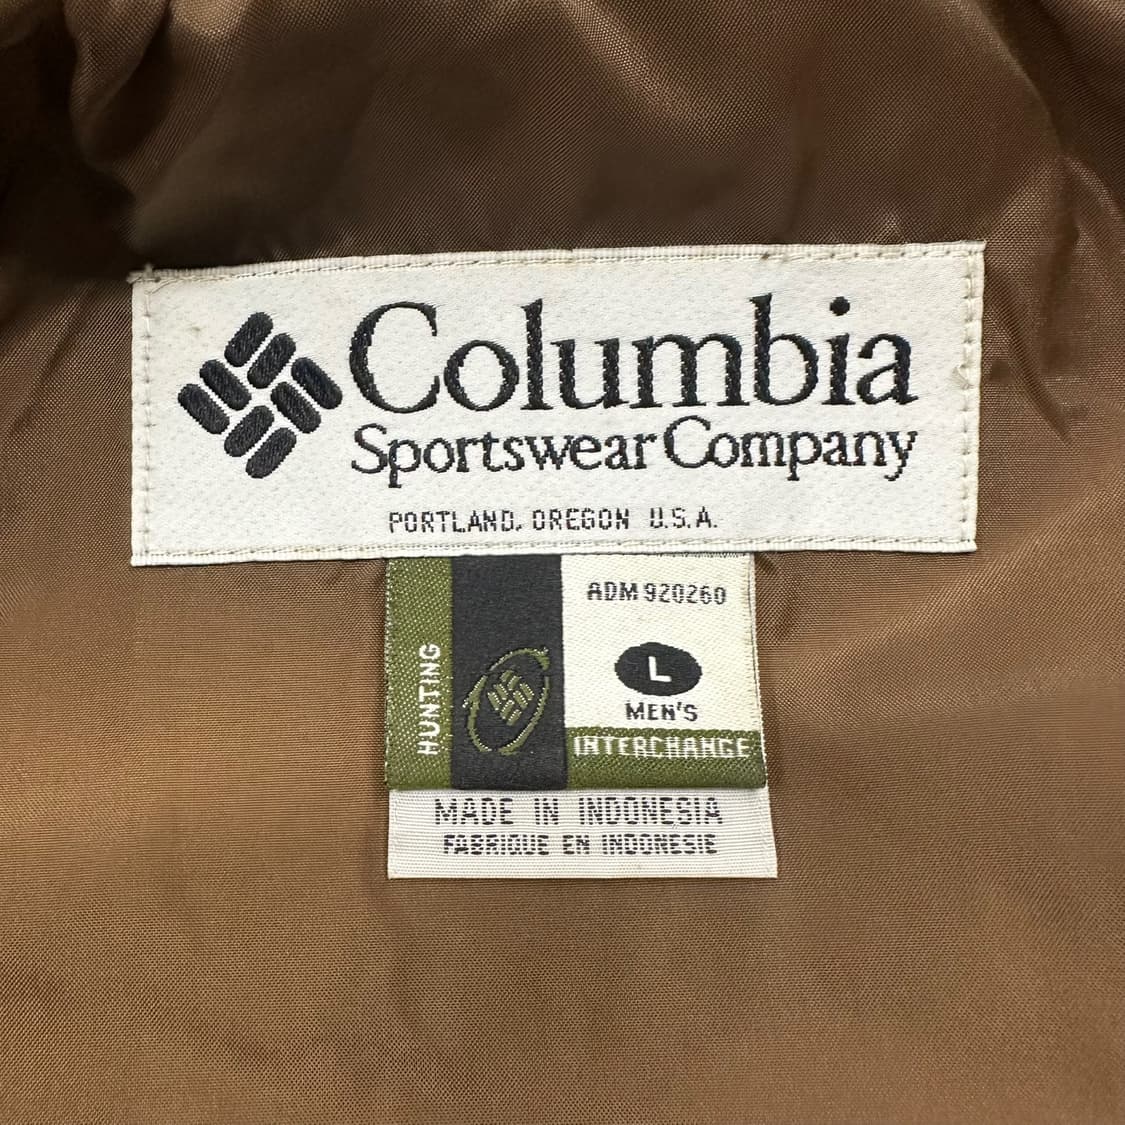 Columbia
Sportswear Company
PORTLAND, OREGON U.S.A.
HUNTING
ADM 920260
L
MEN'S
INTERCHANGE
MADE IN INDONESIA
FABRIQUE EN INDONESIE